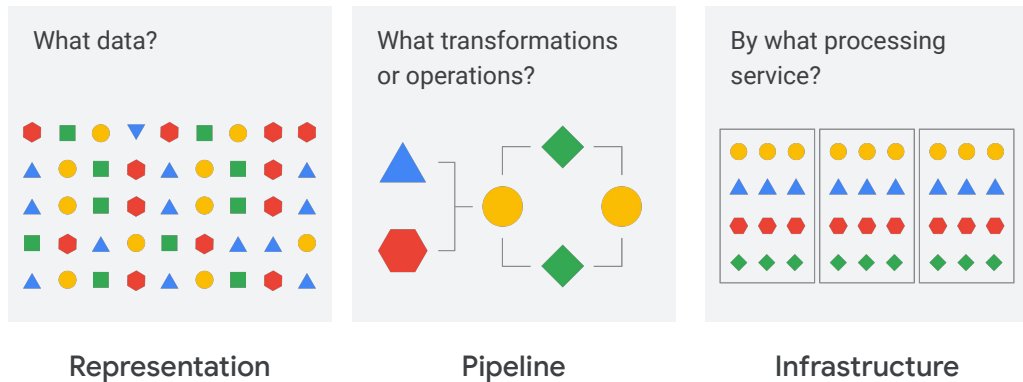 What data?
What transformations
or operations?
By what processing
service?
Representation
Pipeline
Infrastructure